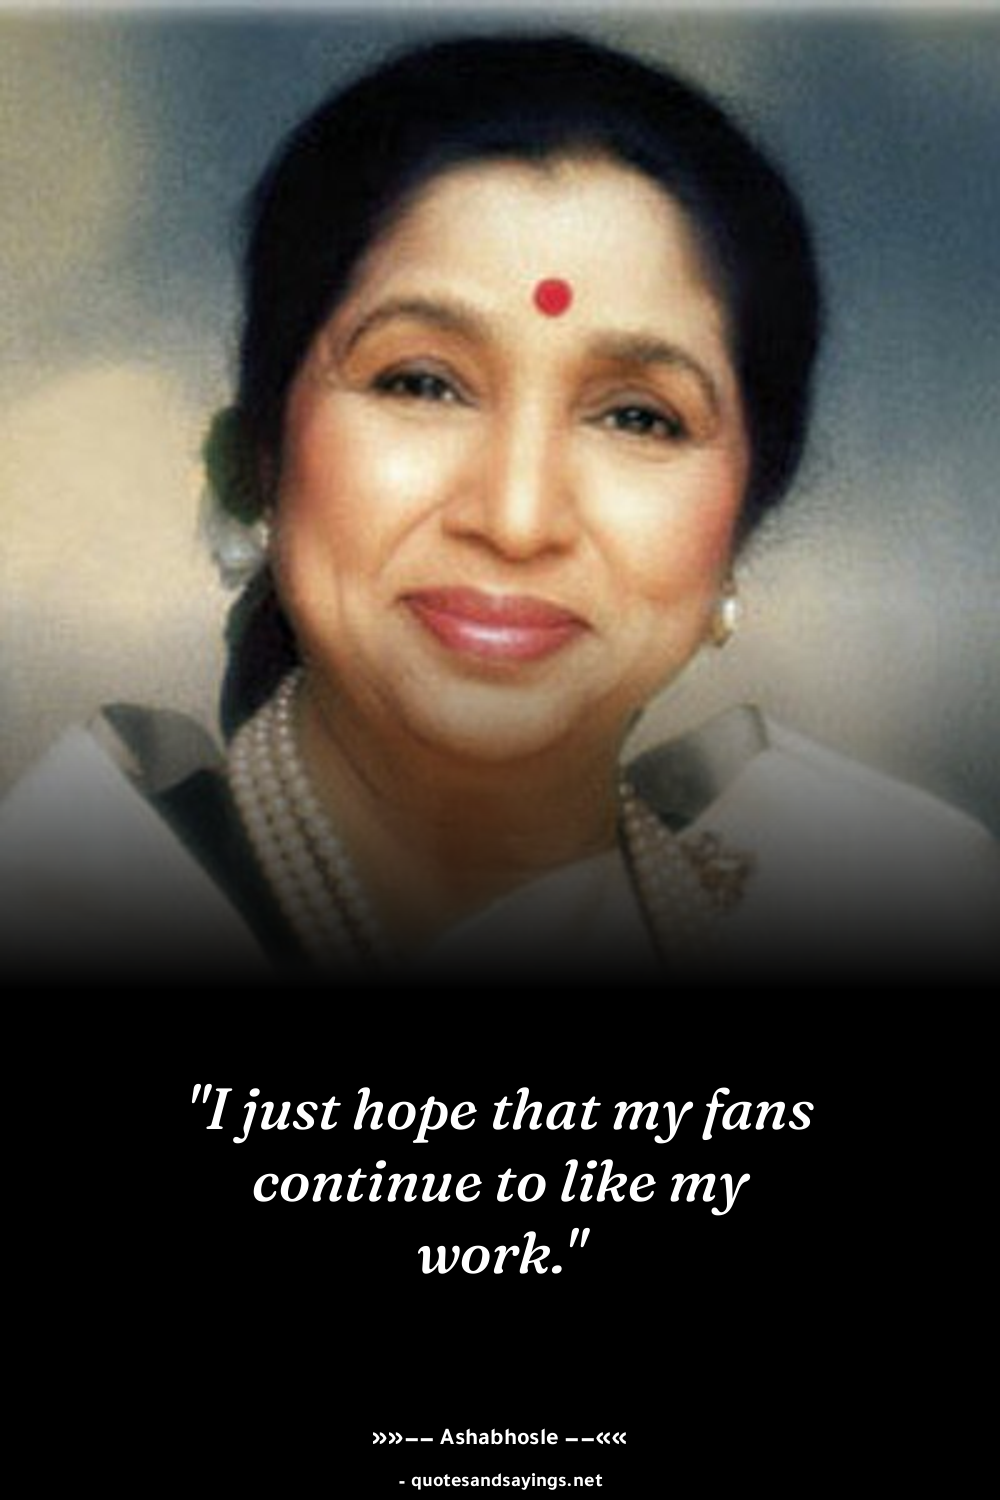 "I just hope that my fans
continue to like my
work."
»»–– Ashabhosle ––««
- quotesandsayings.net